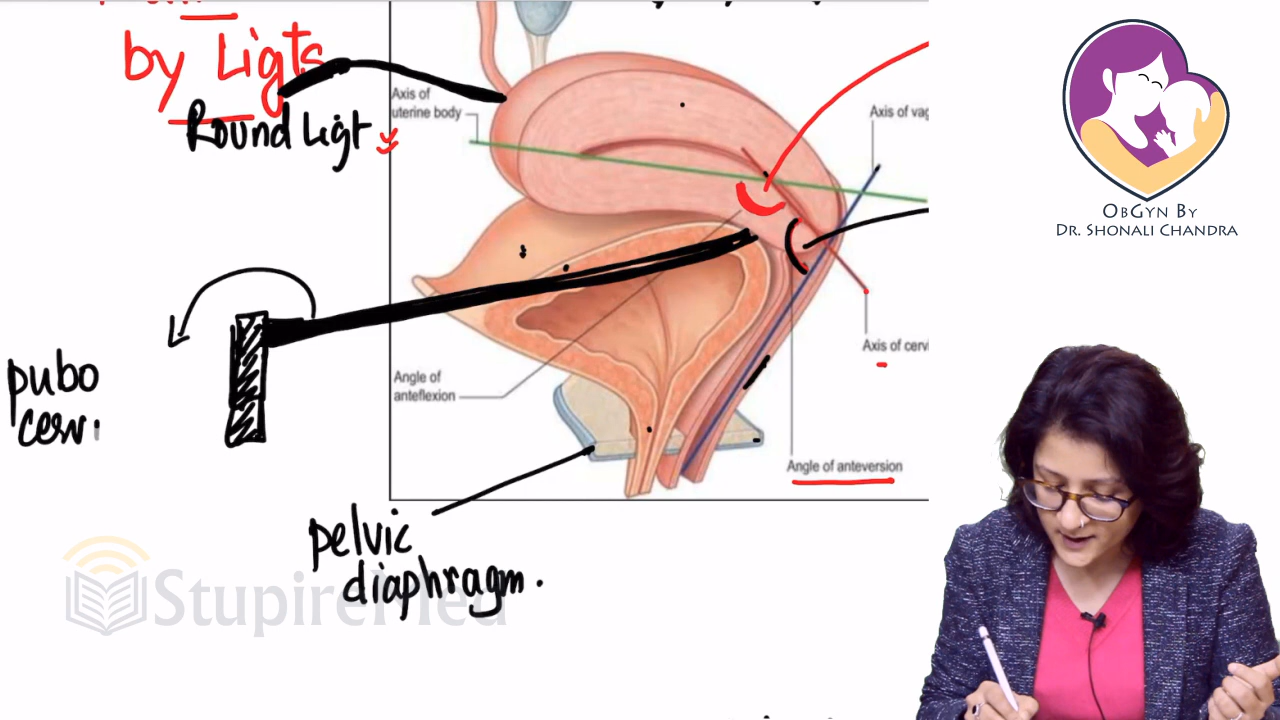 by Ligts
Round Ligt
Axis of
uterine body
Axis of vag
Axis of cerv
Angle of
anteflexion
Angle of anteversion
pubo
cerv
pelvic
diaphragm.
StupireMed
ObGyn By
Dr. Shonali Chandra